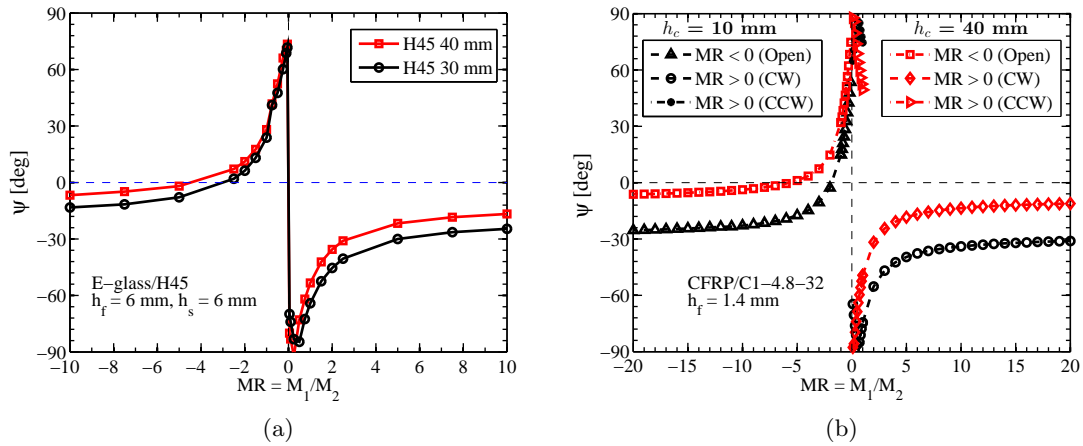 90
60
30
0
−30
−60
−90
ψ [deg]
H45 40 mm
H45 30 mm
E−glass/H45
h_f = 6 mm, h_s = 6 mm
−10 −8 −6 −4 −2 0 2 4 6 8 10
MR = M_1/M_2
(a)
90
60
30
0
−30
−60
−90
ψ [deg]
h_c = 10 mm
MR < 0 (Open)
MR > 0 (CW)
MR > 0 (CCW)
h_c = 40 mm
MR < 0 (Open)
MR > 0 (CW)
MR > 0 (CCW)
CFRP/C1−4.8−32
h_f = 1.4 mm
−20 −15 −10 −5 0 5 10 15 20
MR = M_1/M_2
(b)